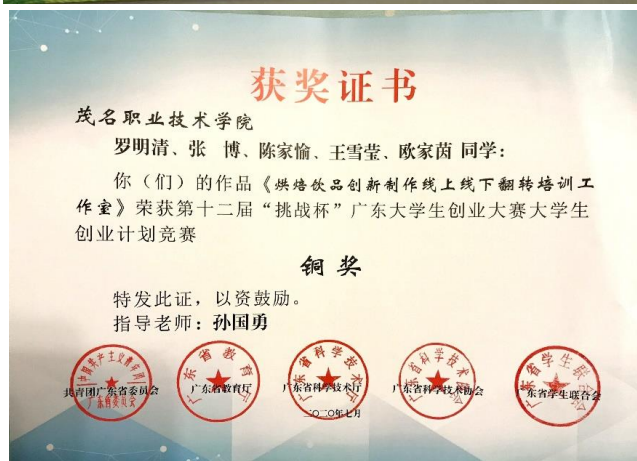 获奖证书
茂名职业技术学院
罗明清、张 博、陈家愉、王雪莹、欧家茵 同学：
你（们）的作品《烘焙饮品创新制作线上线下翻转培训工
作室》荣获第十二届“挑战杯”广东大学生创业大赛大学生
创业计划竞赛
铜 奖
特发此证，以资鼓励。
指导老师：孙国勇
共青团广东省委员会 广东省教育厅 广东省科学技术厅 广东省科学技术协会 东省学生联合会
二〇二〇年七月